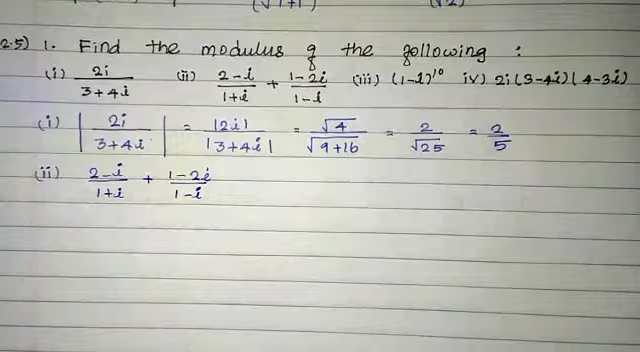 2.5) 1. Find the modulus of the following :
(i) 2i/(3+4i) (ii) (2-i)/(1+i) + (1-2i)/(1-i) (iii) (1-i)^10 iv) 2i(3-4i)(4-3i)
(i) |2i/(3+4i)| = |2i|/|3+4i| = √4/√(9+16) = 2/√25 = 2/5
(ii) (2-i)/(1+i) + (1-2i)/(1-i)